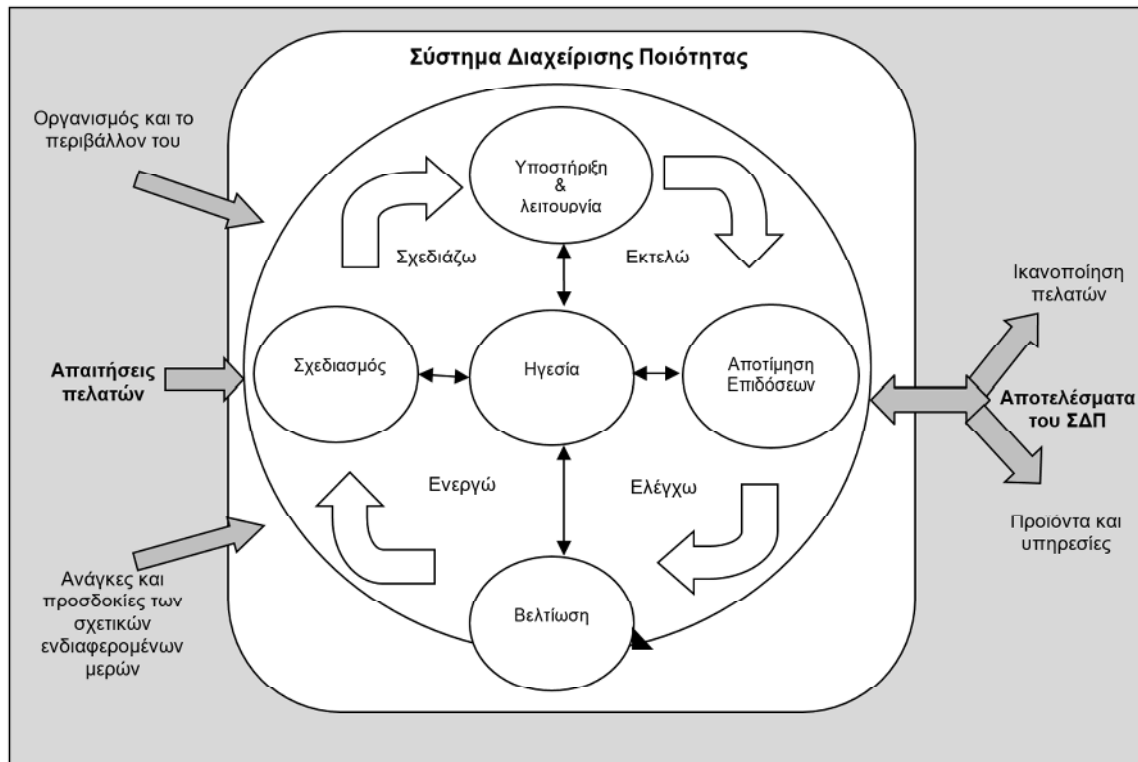 Σύστημα Διαχείρισης Ποιότητας
Οργανισμός και το
περιβάλλον του
Υποστήριξη
&
λειτουργία
Σχεδιάζω
Εκτελώ
Ικανοποίηση
πελατών
Απαιτήσεις
πελατών
Σχεδιασμός
Ηγεσία
Αποτίμηση
Επιδόσεων
Αποτελέσματα
του ΣΔΠ
Ενεργώ
Ελέγχω
Προϊόντα και
υπηρεσίες
Ανάγκες και
προσδοκίες των
σχετικών
ενδιαφερομένων
μερών
Βελτίωση